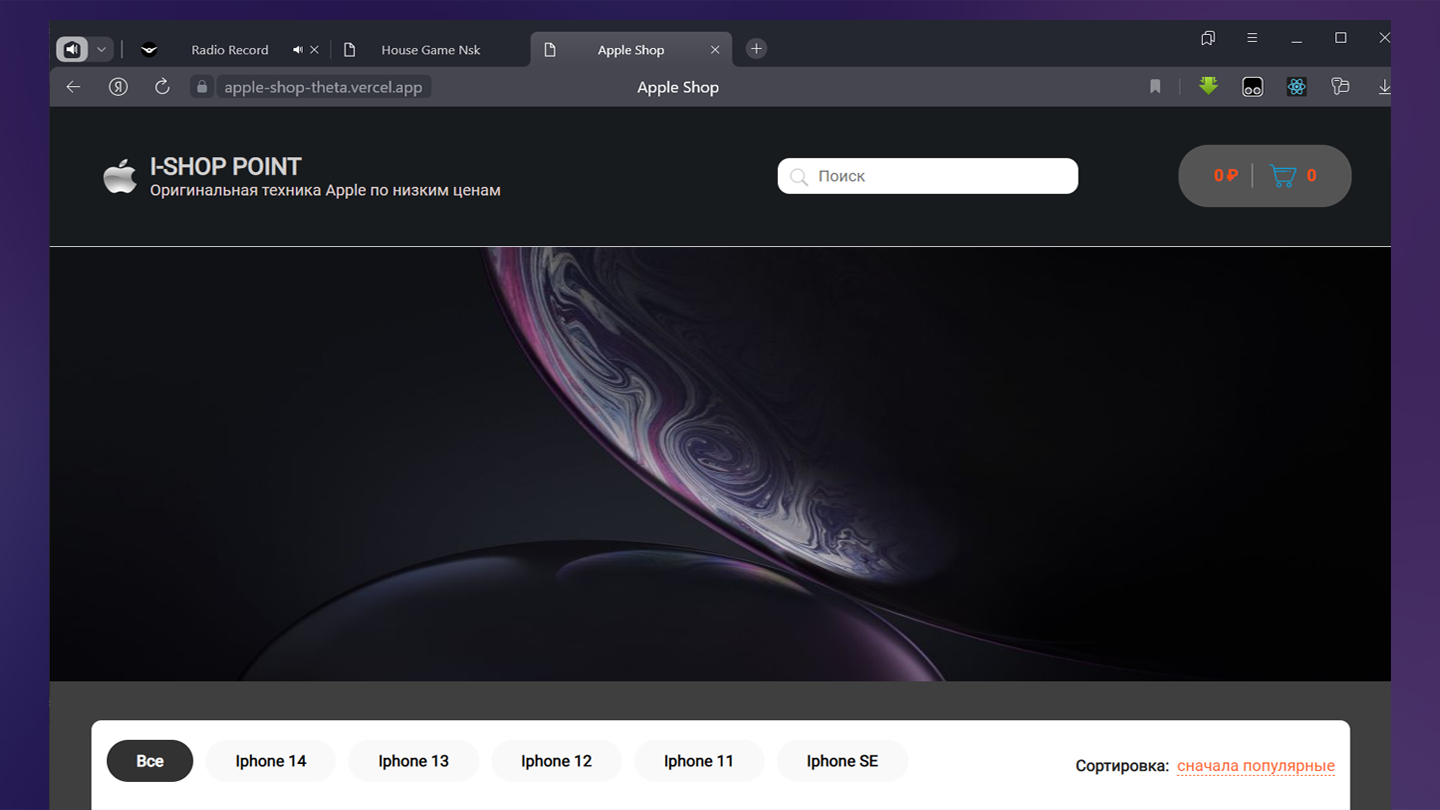 Radio Record
House Game Nsk
Apple Shop
Я
apple-shop-theta.vercel.app
Apple Shop
I-SHOP POINT
Оригинальная техника Apple по низким ценам
Поиск
0 ₽
0
Все
Iphone 14
Iphone 13
Iphone 12
Iphone 11
Iphone SE
Сортировка: сначала популярные